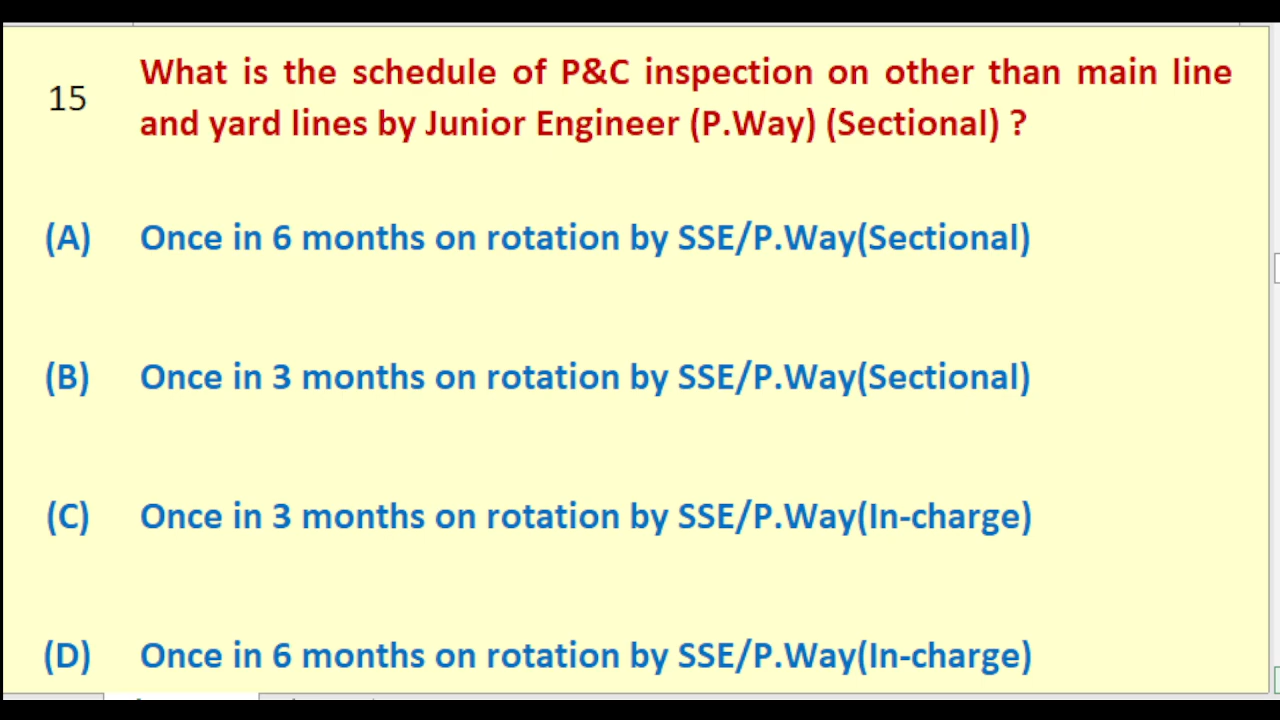 15
What is the schedule of P&C inspection on other than main line
and yard lines by Junior Engineer (P.Way) (Sectional) ?
(A) Once in 6 months on rotation by SSE/P.Way(Sectional)
(B) Once in 3 months on rotation by SSE/P.Way(Sectional)
(C) Once in 3 months on rotation by SSE/P.Way(In-charge)
(D) Once in 6 months on rotation by SSE/P.Way(In-charge)